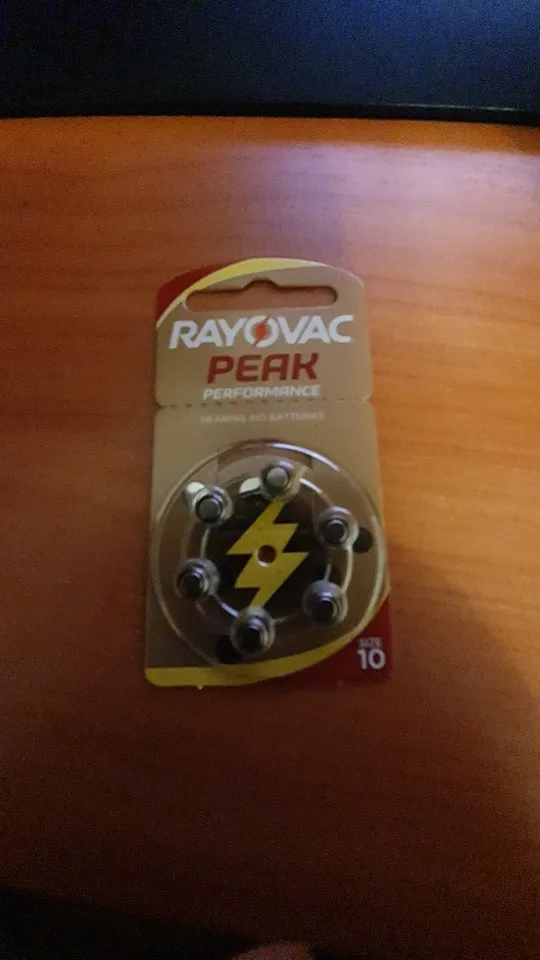 RAYOVAC
PEAK
PERFORMANCE
HEARING AID BATTERIES
SIZE
10